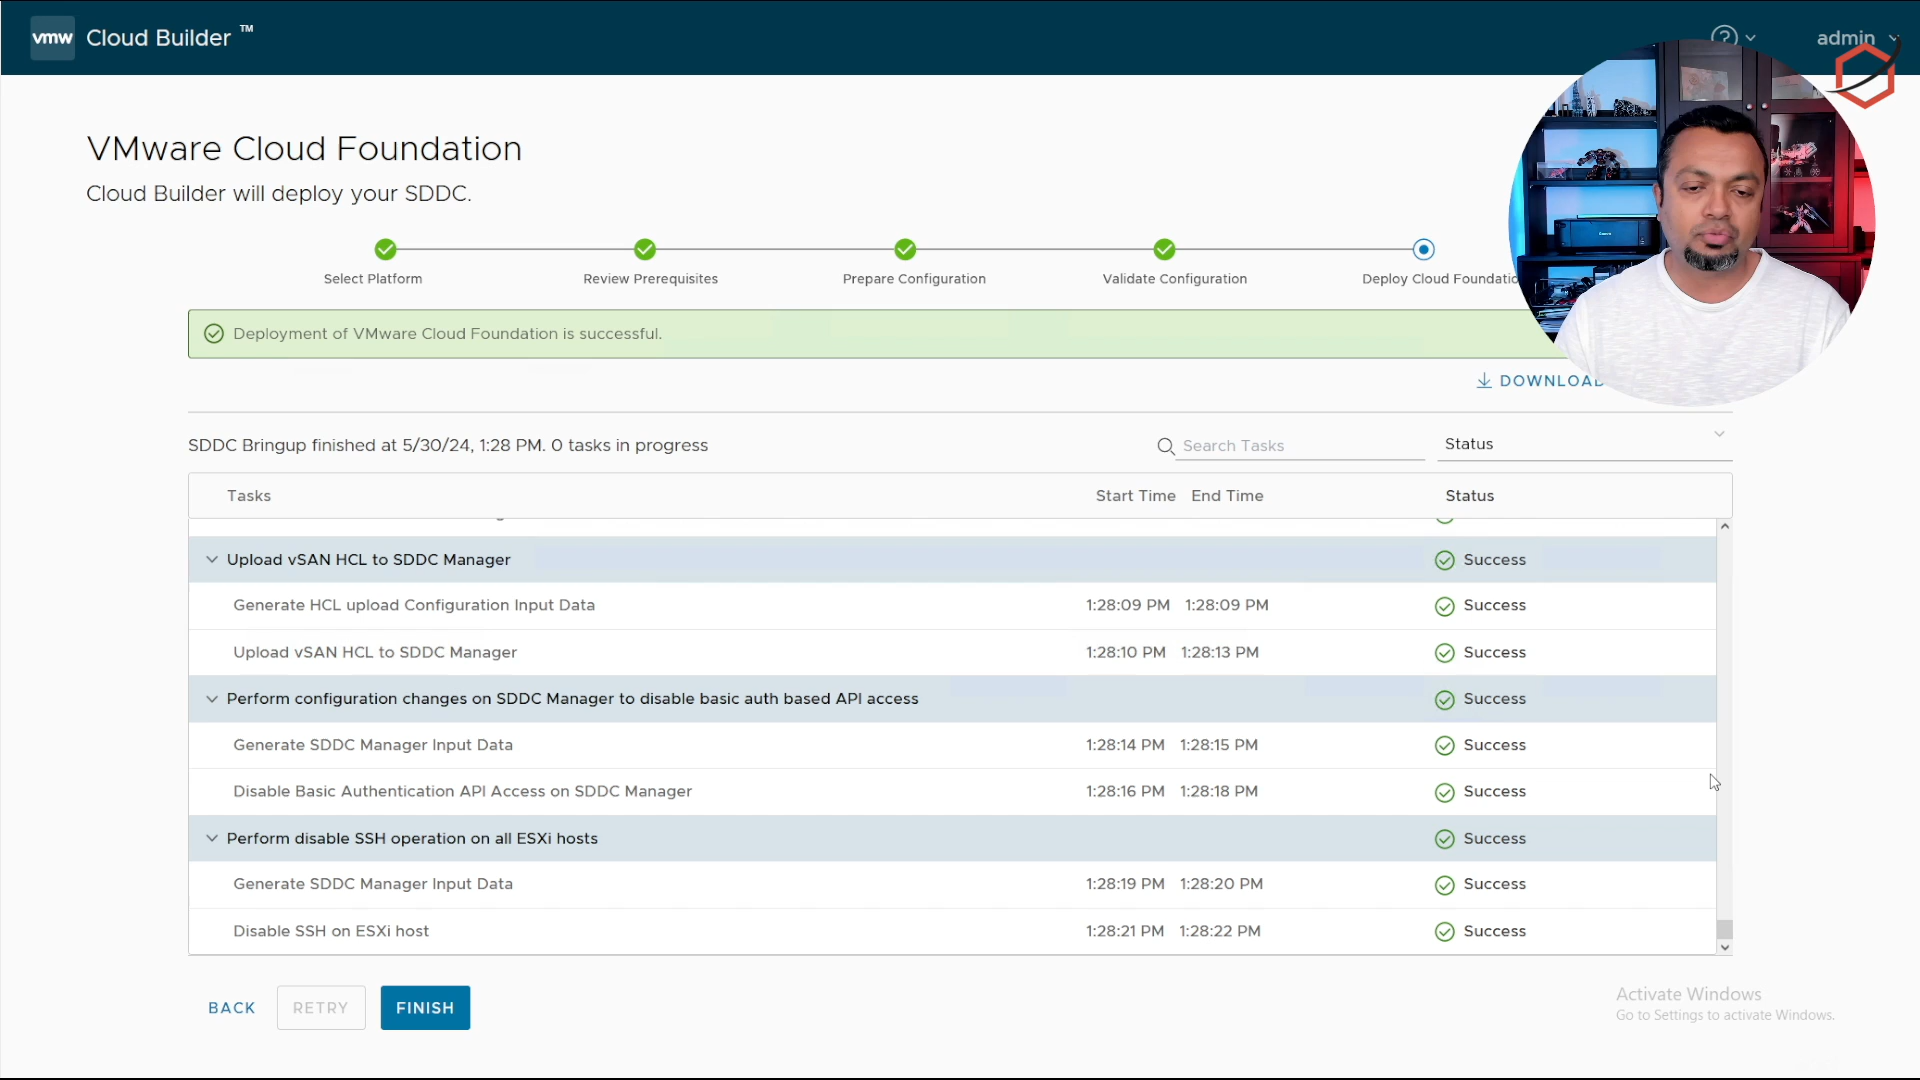 vmw Cloud Builder ™
admin
VMware Cloud Foundation
Cloud Builder will deploy your SDDC.
Select Platform
Review Prerequisites
Prepare Configuration
Validate Configuration
Deploy Cloud
Deployment of VMware Cloud Foundation is successful.
DOWNLOAD
SDDC Bringup finished at 5/30/24, 1:28 PM. 0 tasks in progress
Search Tasks
Status
Tasks Start Time End Time Status
Upload vSAN HCL to SDDC Manager Success
Generate HCL upload Configuration Input Data 1:28:09 PM 1:28:09 PM Success
Upload vSAN HCL to SDDC Manager 1:28:10 PM 1:28:13 PM Success
Perform configuration changes on SDDC Manager to disable basic auth based API access Success
Generate SDDC Manager Input Data 1:28:14 PM 1:28:15 PM Success
Disable Basic Authentication API Access on SDDC Manager 1:28:16 PM 1:28:18 PM Success
Perform disable SSH operation on all ESXi hosts Success
Generate SDDC Manager Input Data 1:28:19 PM 1:28:20 PM Success
Disable SSH on ESXi host 1:28:21 PM 1:28:22 PM Success
BACK RETRY FINISH
Activate Windows
Go to Settings to activate Windows.